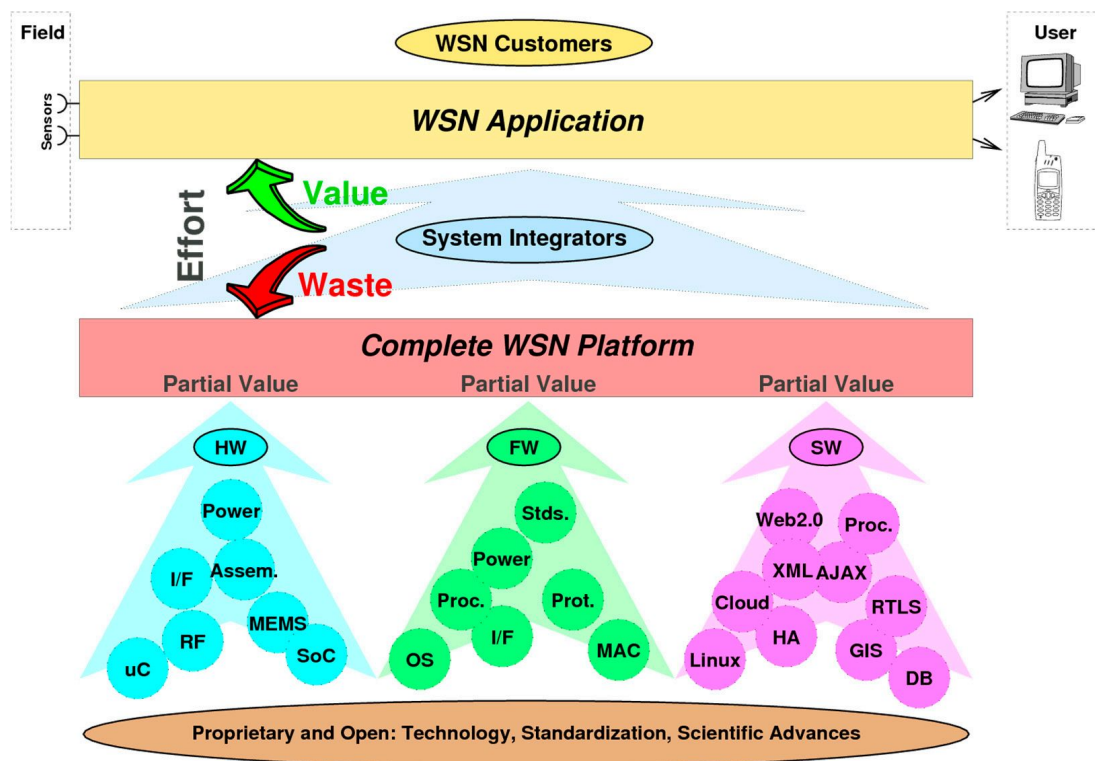 Field
WSN Customers
User
Sensors
WSN Application
Effort
Value
System Integrators
Waste
Complete WSN Platform
Partial Value
Partial Value
Partial Value
HW
Power
I/F
Assem.
MEMS
RF
SoC
uC
FW
Stds.
Power
Proc.
Prot.
I/F
MAC
OS
SW
Web2.0
Proc.
XML
AJAX
Cloud
RTLS
HA
GIS
Linux
DB
Proprietary and Open: Technology, Standardization, Scientific Advances